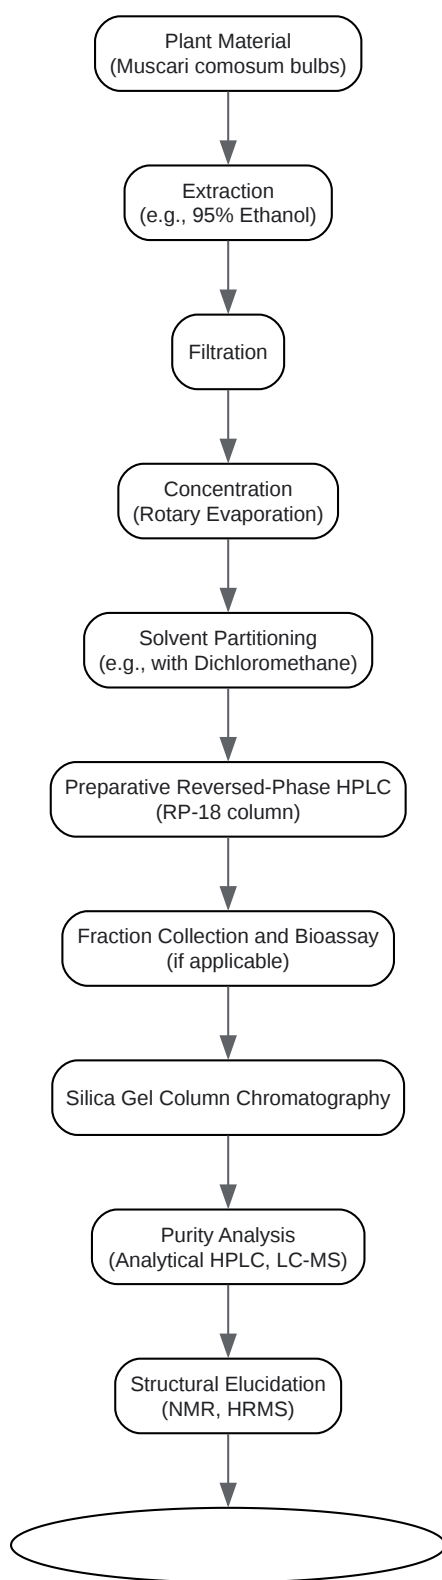 Plant Material
(Muscari comosum bulbs)
Extraction
(e.g., 95% Ethanol)
Filtration
Concentration
(Rotary Evaporation)
Solvent Partitioning
(e.g., with Dichloromethane)
Preparative Reversed-Phase HPLC
(RP-18 column)
Fraction Collection and Bioassay
(if applicable)
Silica Gel Column Chromatography
Purity Analysis
(Analytical HPLC, LC-MS)
Structural Elucidation
(NMR, HRMS)